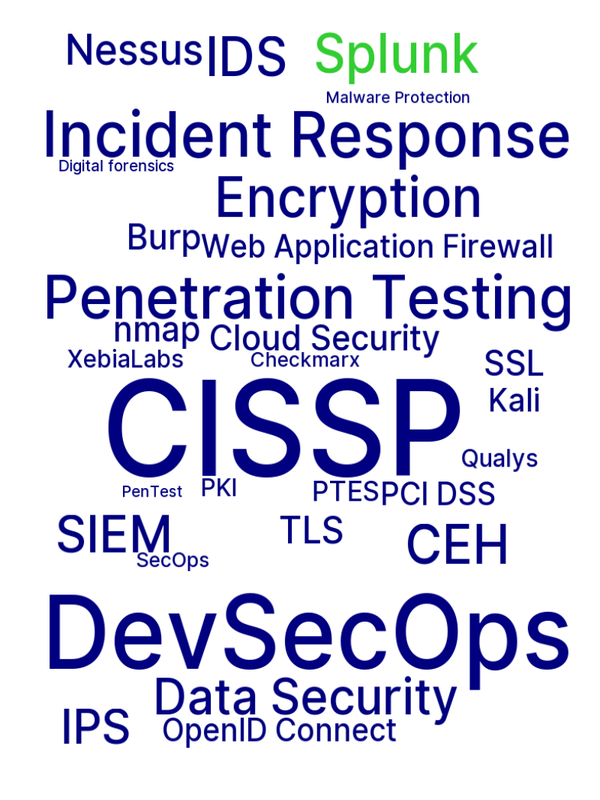 Nessus IDS Splunk
Malware Protection
Incident Response
Digital forensics
Encryption
Burp Web Application Firewall
Penetration Testing
nmap Cloud Security
XebiaLabs Checkmarx SSL
Kali
CISSP
Qualys
PenTest PKI PTES PCI DSS
SIEM TLS CEH
SecOps
DevSecOps
Data Security
IPS OpenID Connect